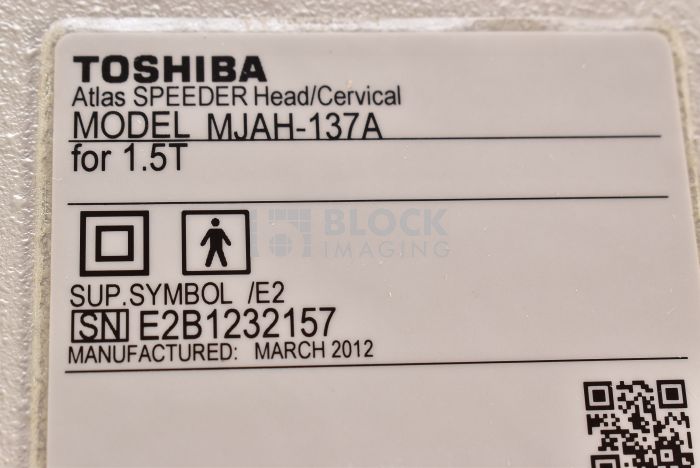 TOSHIBA
Atlas SPEEDER Head/Cervical
MODEL MJAH-137A
for 1.5T
BLOCK
IMAGING
SUP.SYMBOL /E2
SN E2B1232157
MANUFACTURED: MARCH 2012